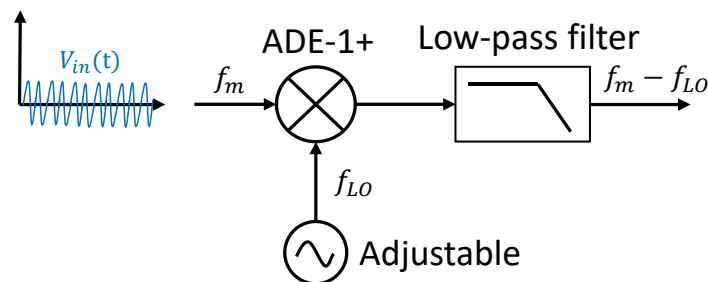 V_in(t)
f_m
ADE-1+
Low-pass filter
f_m − f_LO
f_LO
Adjustable